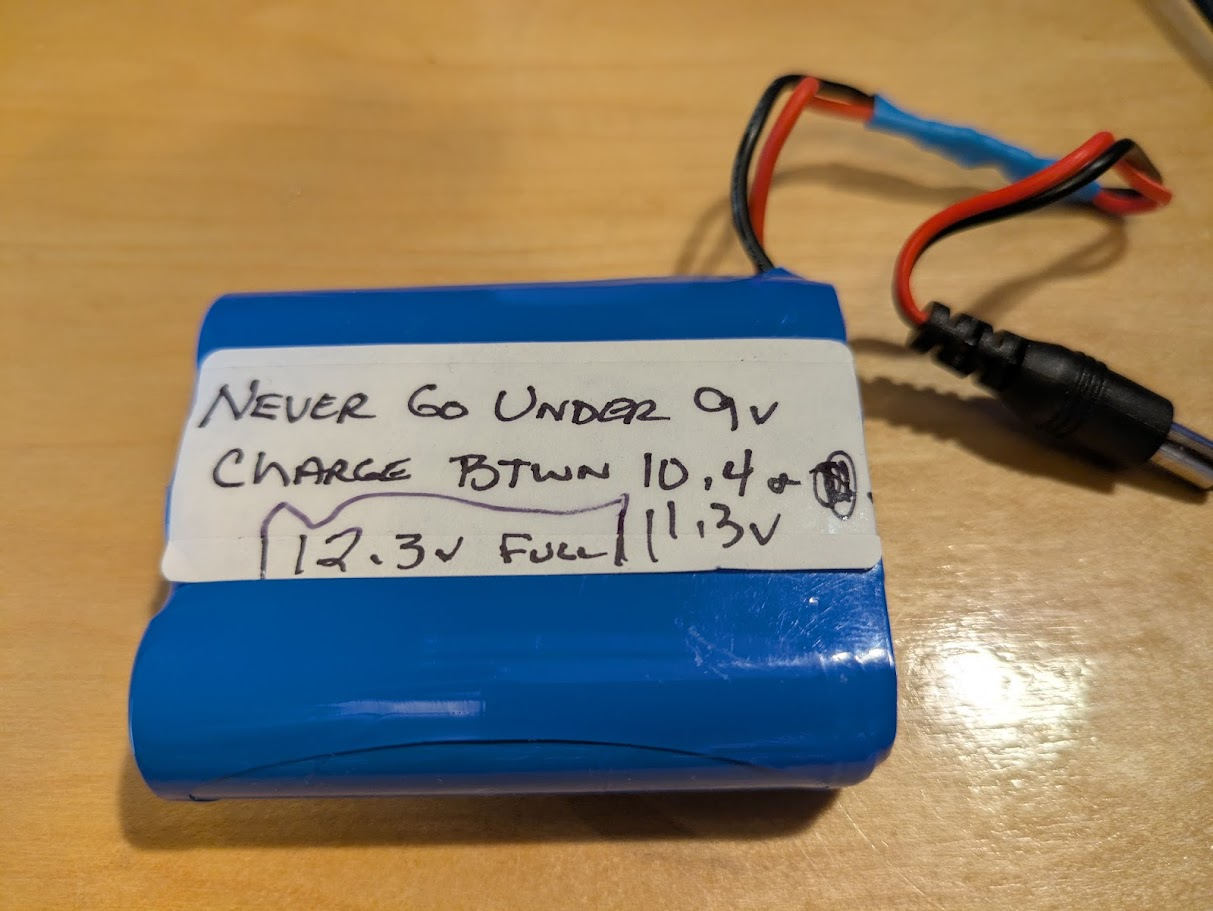 NEVER GO UNDER 9v
CHARGE BTWN 10.4 &
11.3v
12.3v FULL